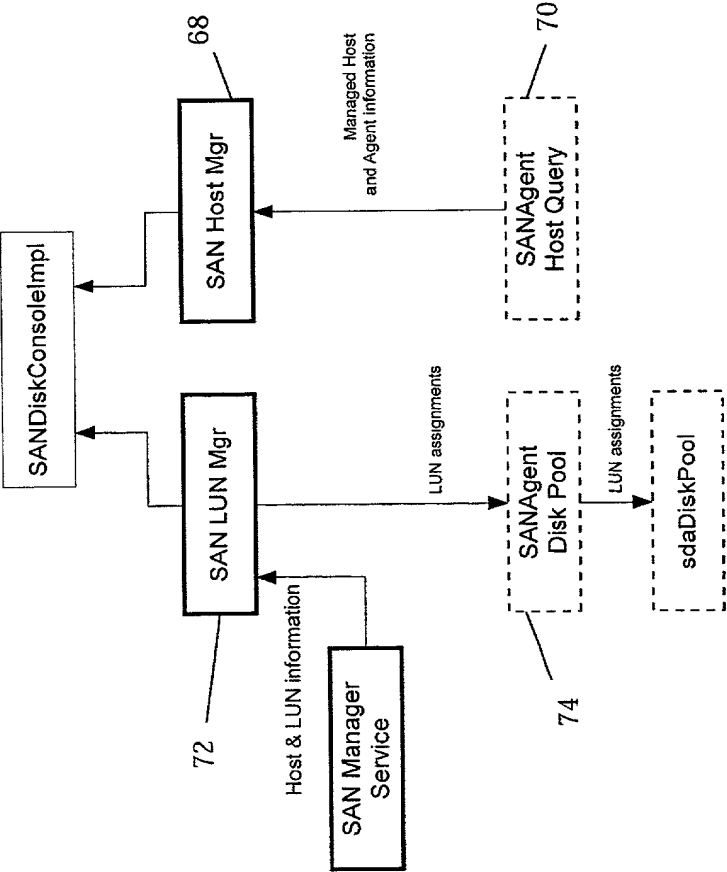 SANDiskConsoleImpl
72
SAN LUN Mgr
SAN Host Mgr
68
Host & LUN information
SAN Manager
Service
LUN assignments
Managed Host
and Agent information
74
SANAgent
Disk Pool
SANAgent
Host Query
70
LUN assignments
sdaDiskPool